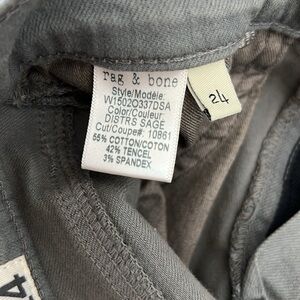 rag & bone
Style/Modèle:
W1502O337DSA
Color/Couleur:
DISTRS SAGE
Cut/Coupe#: 10861
55% COTTON/COTON
42% TENCEL
3% SPANDEX
24
4